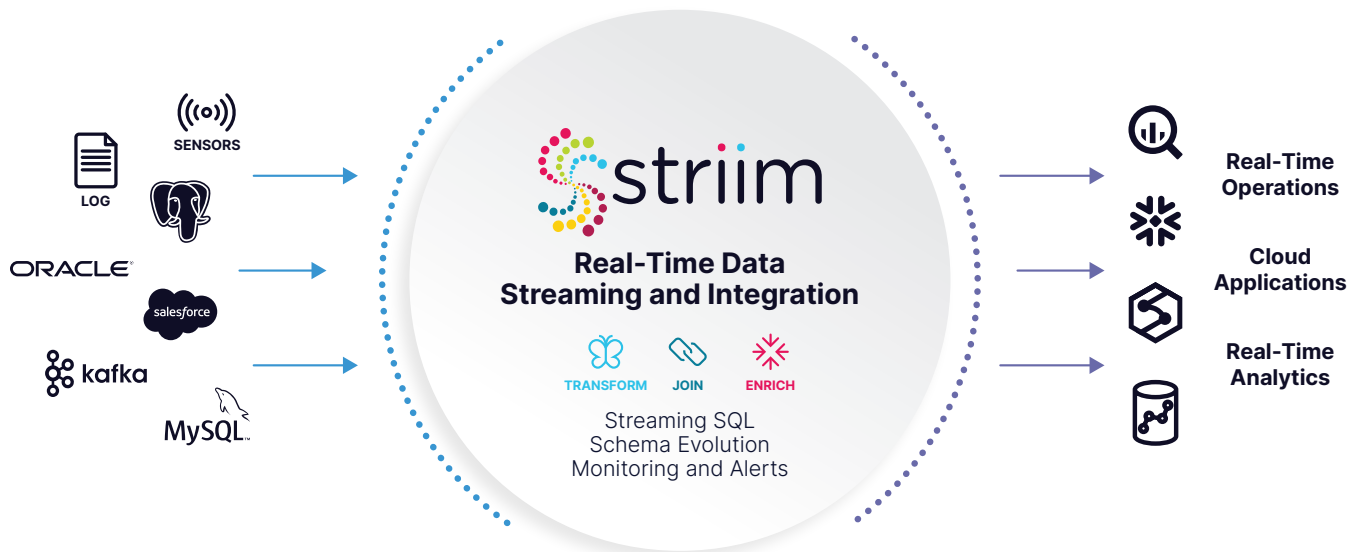 SENSORS
LOG
ORACLE®
salesforce
kafka
MySQL™
striim
Real-Time Data
Streaming and Integration
TRANSFORM
JOIN
ENRICH
Streaming SQL
Schema Evolution
Monitoring and Alerts
Real-Time
Operations
Cloud
Applications
Real-Time
Analytics